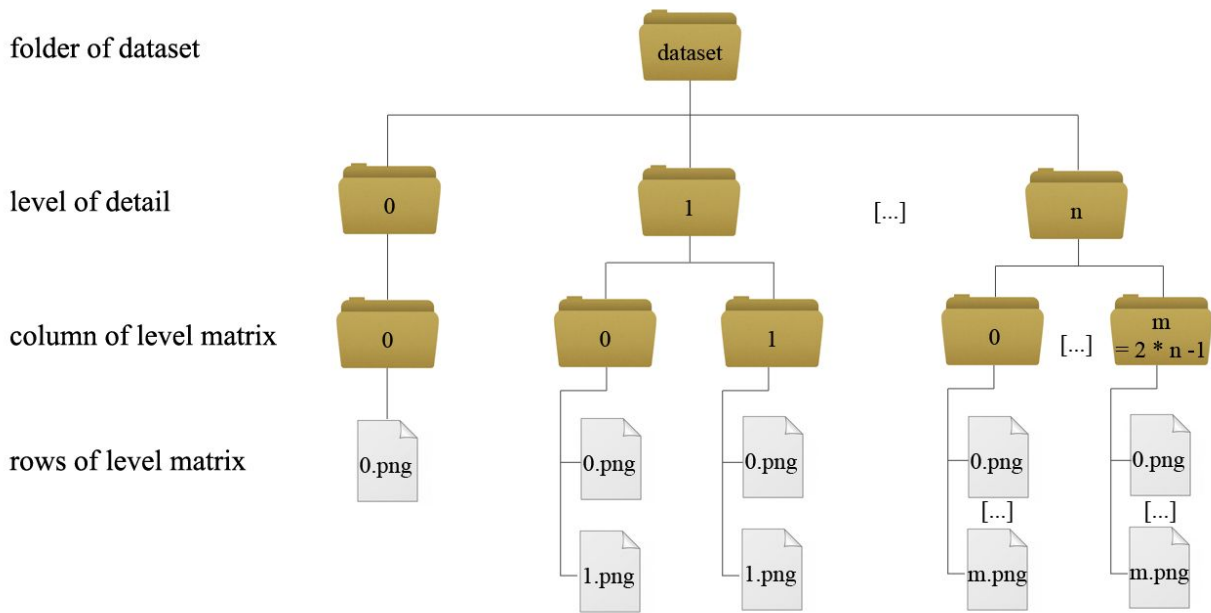 folder of dataset
dataset
level of detail
0
1
[...]
n
column of level matrix
0
0
1
0
[...]
m
= 2 * n -1
rows of level matrix
0.png
0.png
0.png
0.png
0.png
[...]
[...]
1.png
1.png
m.png
m.png